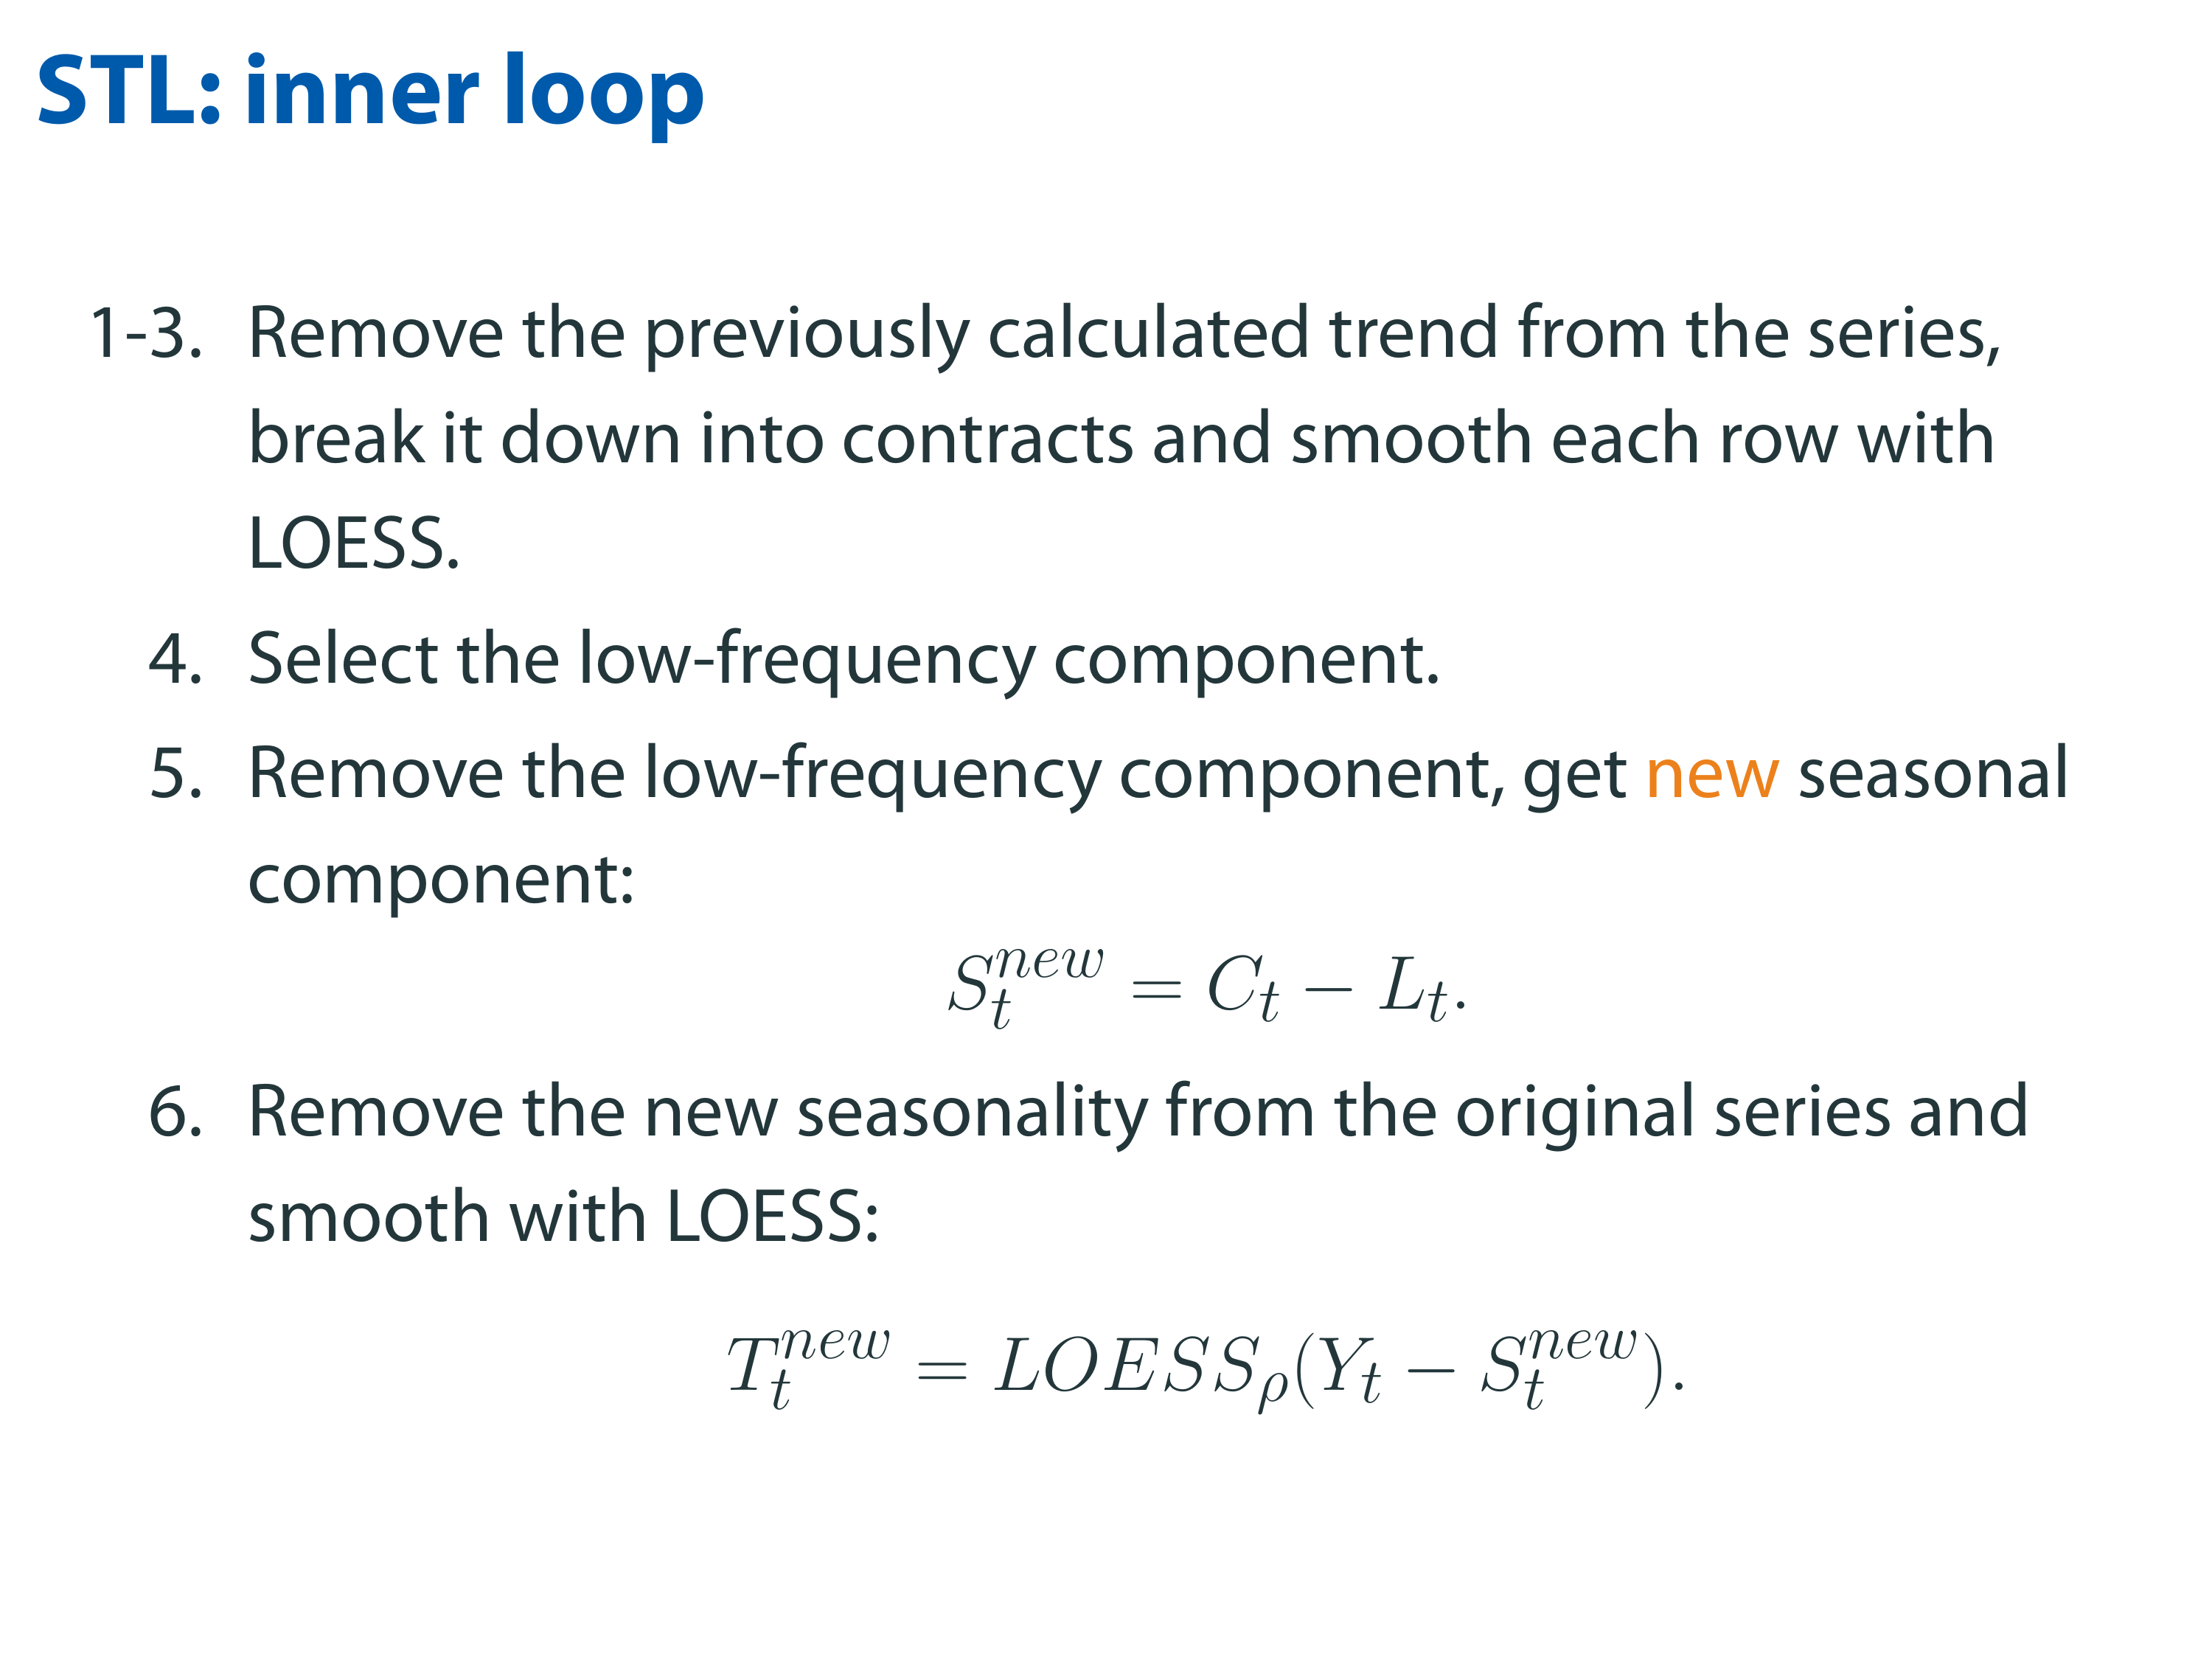 STL: inner loop
1-3. Remove the previously calculated trend from the series,
break it down into contracts and smooth each row with
LOESS.
4. Select the low-frequency component.
5. Remove the low-frequency component, get new seasonal
component:
$S_t^{new} = C_t - L_t.$
6. Remove the new seasonality from the original series and
smooth with LOESS:
$T_t^{new} = LOESS_\rho(Y_t - S_t^{new}).$